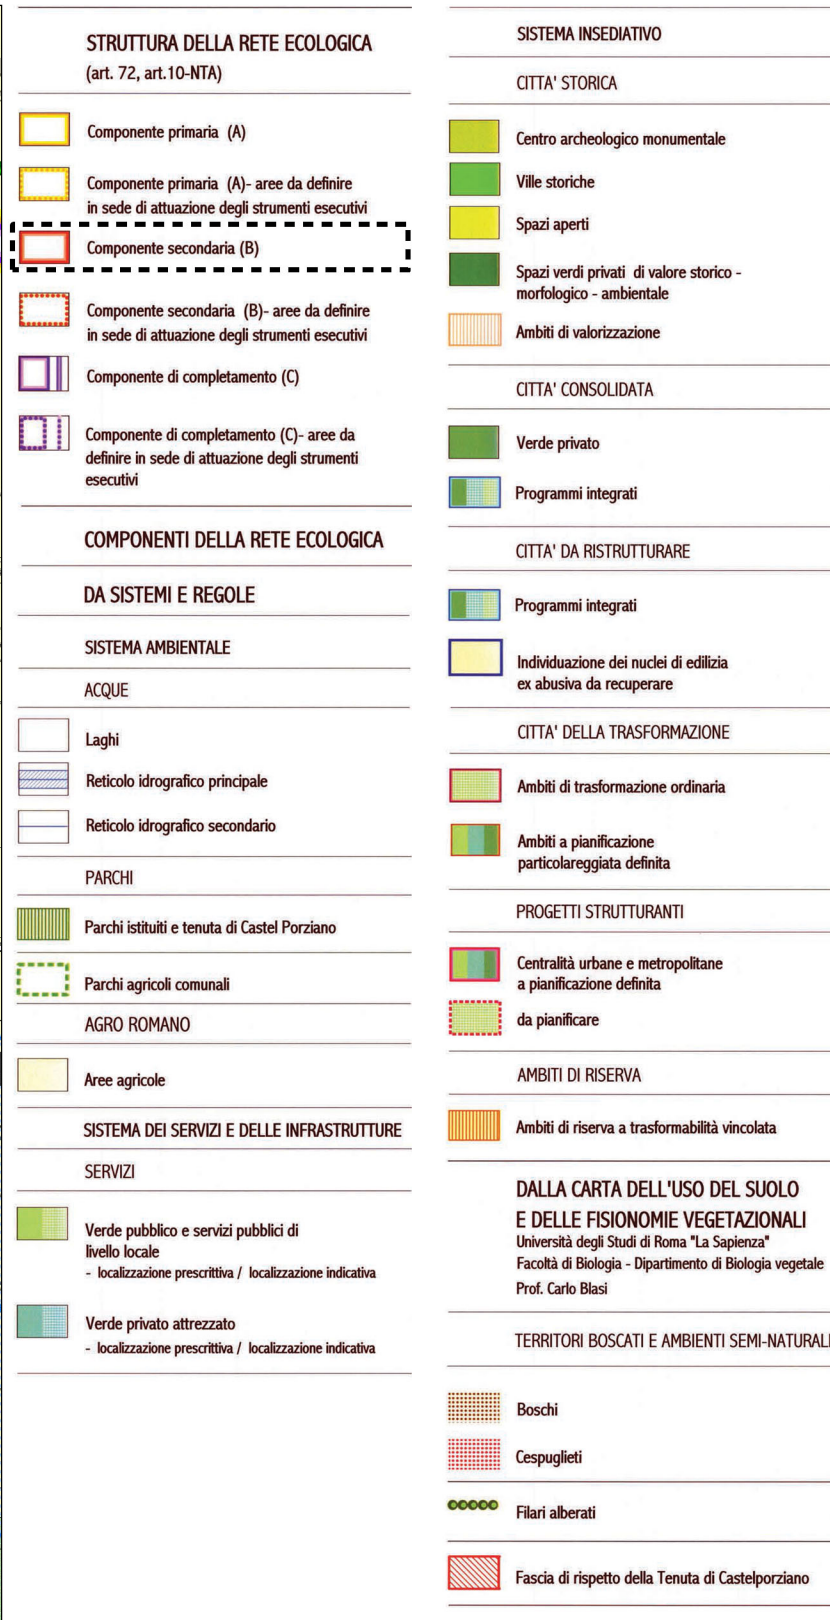 STRUTTURA DELLA RETE ECOLOGICA
(art. 72, art.10-NTA)
Componente primaria (A)
Componente primaria (A)- aree da definire
in sede di attuazione degli strumenti esecutivi
Componente secondaria (B)
Componente secondaria (B)- aree da definire
in sede di attuazione degli strumenti esecutivi
Componente di completamento (C)
Componente di completamento (C)- aree da
definire in sede di attuazione degli strumenti
esecutivi
COMPONENTI DELLA RETE ECOLOGICA
DA SISTEMI E REGOLE
SISTEMA AMBIENTALE
ACQUE
Laghi
Reticolo idrografico principale
Reticolo idrografico secondario
PARCHI
Parchi istituiti e tenuta di Castel Porziano
Parchi agricoli comunali
AGRO ROMANO
Aree agricole
SISTEMA DEI SERVIZI E DELLE INFRASTRUTTURE
SERVIZI
Verde pubblico e servizi pubblici di
livello locale
- localizzazione prescrittiva / localizzazione indicativa
Verde privato attrezzato
- localizzazione prescrittiva / localizzazione indicativa
SISTEMA INSEDIATIVO
CITTA' STORICA
Centro archeologico monumentale
Ville storiche
Spazi aperti
Spazi verdi privati di valore storico -
morfologico - ambientale
Ambiti di valorizzazione
CITTA' CONSOLIDATA
Verde privato
Programmi integrati
CITTA' DA RISTRUTTURARE
Programmi integrati
Individuazione dei nuclei di edilizia
ex abusiva da recuperare
CITTA' DELLA TRASFORMAZIONE
Ambiti di trasformazione ordinaria
Ambiti a pianificazione
particolareggiata definita
PROGETTI STRUTTURANTI
Centralità urbane e metropolitane
a pianificazione definita
da pianificare
AMBITI DI RISERVA
Ambiti di riserva a trasformabilità vincolata
DALLA CARTA DELL'USO DEL SUOLO
E DELLE FISIONOMIE VEGETAZIONALI
Università degli Studi di Roma "La Sapienza"
Facoltà di Biologia - Dipartimento di Biologia vegetale
Prof. Carlo Blasi
TERRITORI BOSCATI E AMBIENTI SEMI-NATURALI
Boschi
Cespuglieti
Filari alberati
Fascia di rispetto della Tenuta di Castelporziano